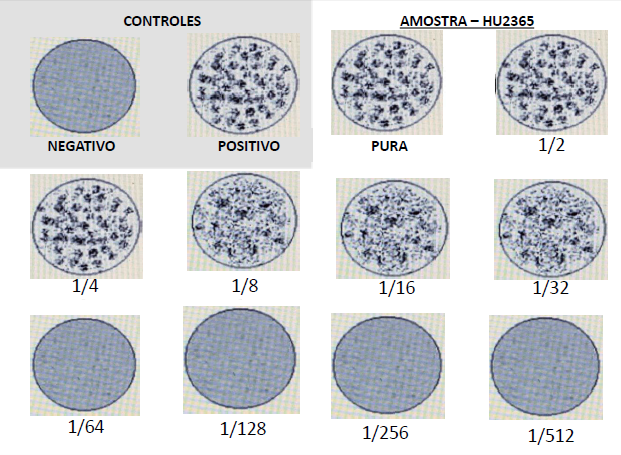 CONTROLES
AMOSTRA – HU2365
NEGATIVO
POSITIVO
PURA
1/2
1/4
1/8
1/16
1/32
1/64
1/128
1/256
1/512